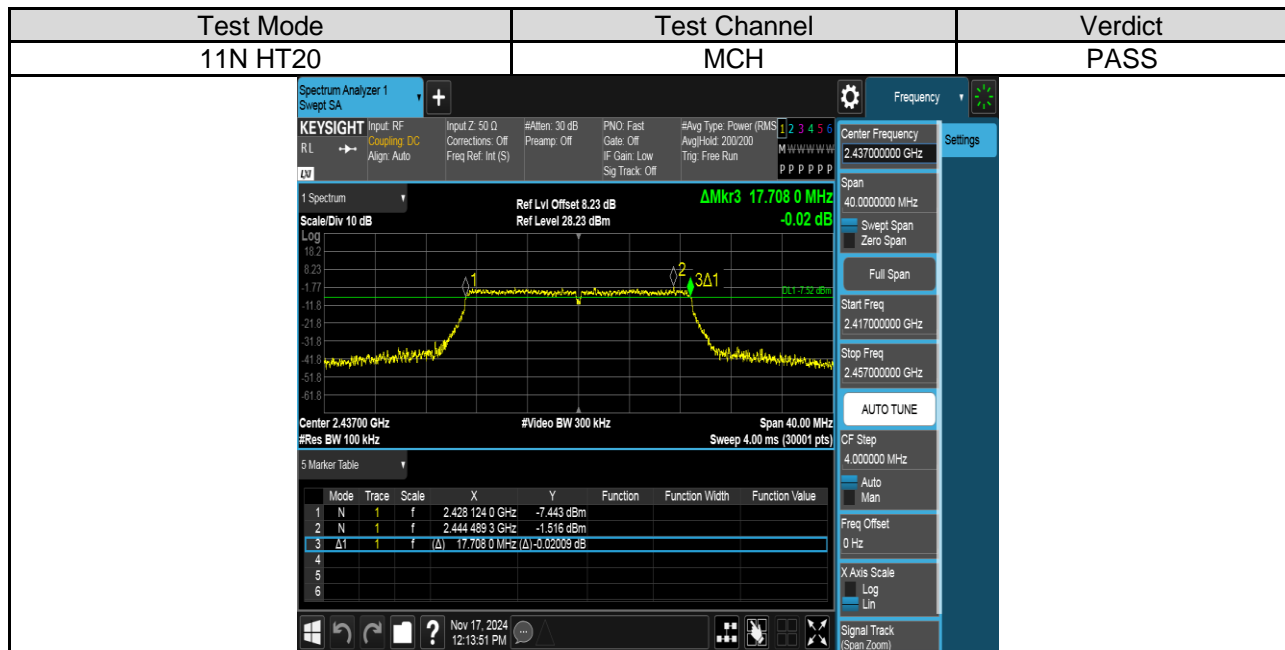 Test Mode Test Channel Verdict
11N HT20 MCH PASS
Spectrum Analyzer 1
Swept SA
+
Frequency
KEYSIGHT Input: RF Input Z: 50 Ω #Atten: 30 dB PNO: Fast #Avg Type: Power (RMS 1 2 3 4 5 6
RL Coupling: DC Corrections: Off Preamp: Off Gate: Off Avg|Hold: 200/200 M W W W W W
Align: Auto Freq Ref: Int (S) IF Gain: Low Trig: Free Run
LXI Sig Track: Off P P P P P P
1 Spectrum Ref Lvl Offset 8.23 dB ΔMkr3 17.708 0 MHz
Scale/Div 10 dB Ref Level 28.23 dBm -0.02 dB
Log
18.2
8.23
-1.77
-11.8
-21.8
-31.8
-41.8
-51.8
-61.8
1
2
3Δ1
DL1 -7.52 dBm
Center 2.43700 GHz #Video BW 300 kHz Span 40.00 MHz
#Res BW 100 kHz Sweep 4.00 ms (30001 pts)
5 Marker Table
Mode Trace Scale X Y Function Function Width Function Value
1 N 1 f 2.428 124 0 GHz -7.443 dBm
2 N 1 f 2.444 489 3 GHz -1.516 dBm
3 Δ1 1 f (Δ) 17.708 0 MHz (Δ) -0.02009 dB
4
5
6
Nov 17, 2024
12:13:51 PM
Center Frequency
2.437000000 GHz
Settings
Span
40.0000000 MHz
Swept Span
Zero Span
Full Span
Start Freq
2.417000000 GHz
Stop Freq
2.457000000 GHz
AUTO TUNE
CF Step
4.000000 MHz
Auto
Man
Freq Offset
0 Hz
X Axis Scale
Log
Lin
Signal Track
(Span Zoom)